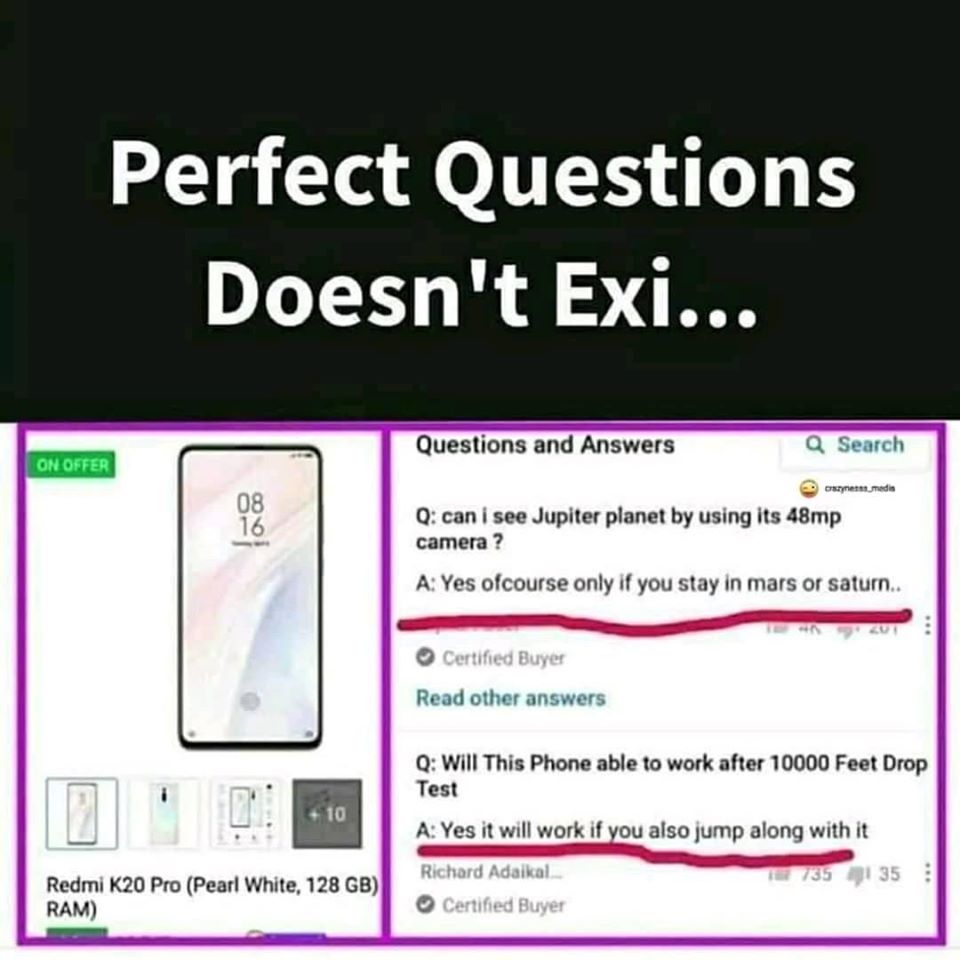 Perfect Questions
Doesn't Exi...
ON OFFER
08
16
+ 10
Redmi K20 Pro (Pearl White, 128 GB)
RAM)
Questions and Answers
Search
crazynesss_media
Q: can i see Jupiter planet by using its 48mp
camera ?
A: Yes ofcourse only if you stay in mars or saturn..
4K 201
Certified Buyer
Read other answers
Q: Will This Phone able to work after 10000 Feet Drop
Test
A: Yes it will work if you also jump along with it
Richard Adaikal...
735 35
Certified Buyer